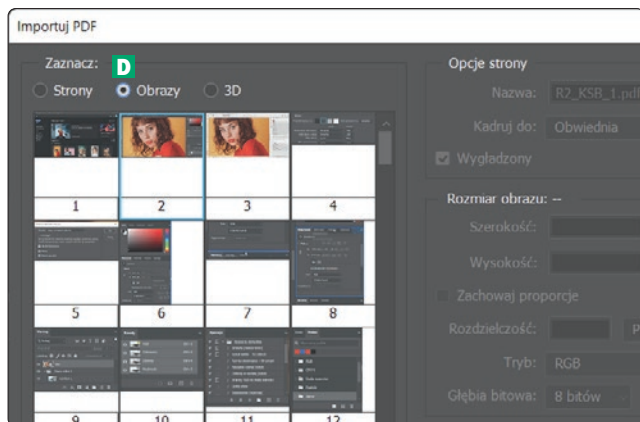 Importuj PDF
Zaznacz:
D
Strony Obrazy 3D
1 2 3 4
5 6 7 8
9 10 11 12
Opcje strony
Nazwa: R2_KSB_1.pdf
Kadruj do: Obwiednia
Wygładzony
Rozmiar obrazu: --
Szerokość:
Wysokość:
Zachowaj proporcje
Rozdzielczość:
Tryb: RGB
Głębia bitowa: 8 bitów